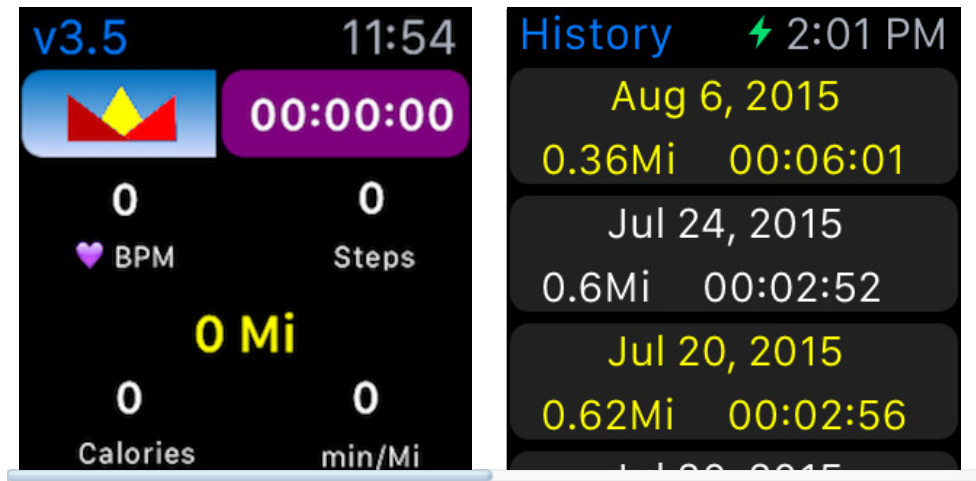 v3.5 11:54
00:00:00
0 0
BPM Steps
0 Mi
0 0
Calories min/Mi
History 2:01 PM
Aug 6, 2015
0.36Mi 00:06:01
Jul 24, 2015
0.6Mi 00:02:52
Jul 20, 2015
0.62Mi 00:02:56